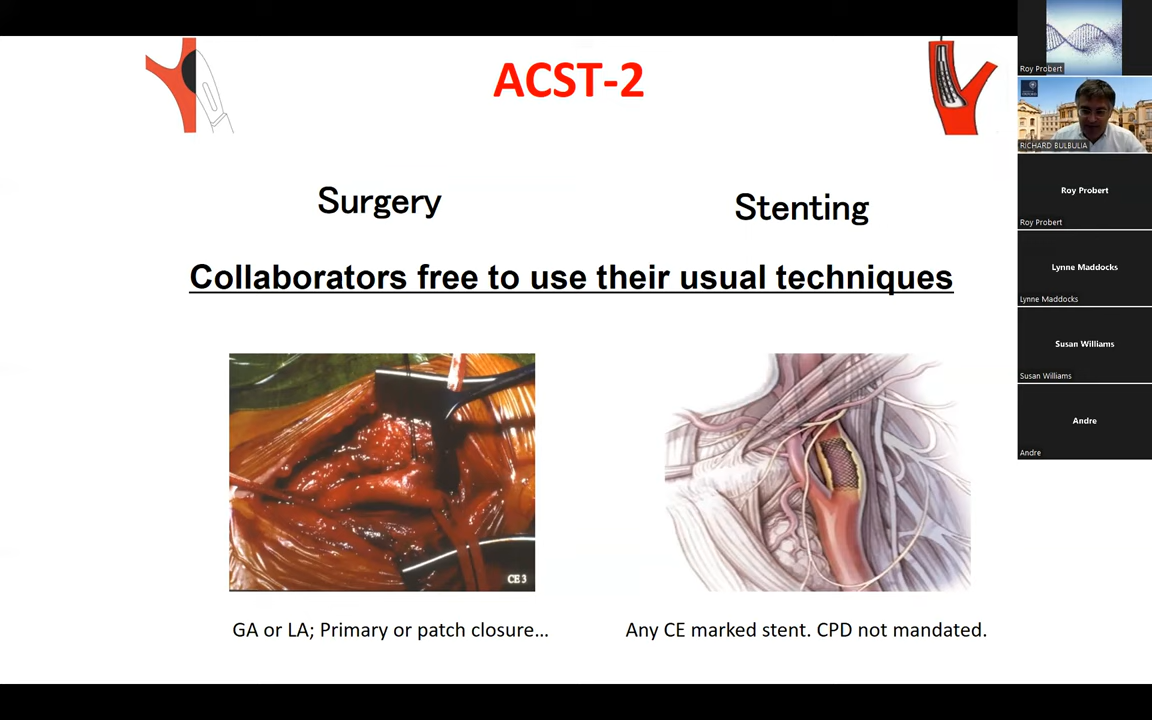 ACST-2
Surgery
Stenting
Collaborators free to use their usual techniques
CE 3
GA or LA; Primary or patch closure…
Any CE marked stent. CPD not mandated.
Roy Probert
RICHARD BULBULIA
Roy Probert
Roy Probert
Lynne Maddocks
Lynne Maddocks
Susan Williams
Susan Williams
Andre
Andre